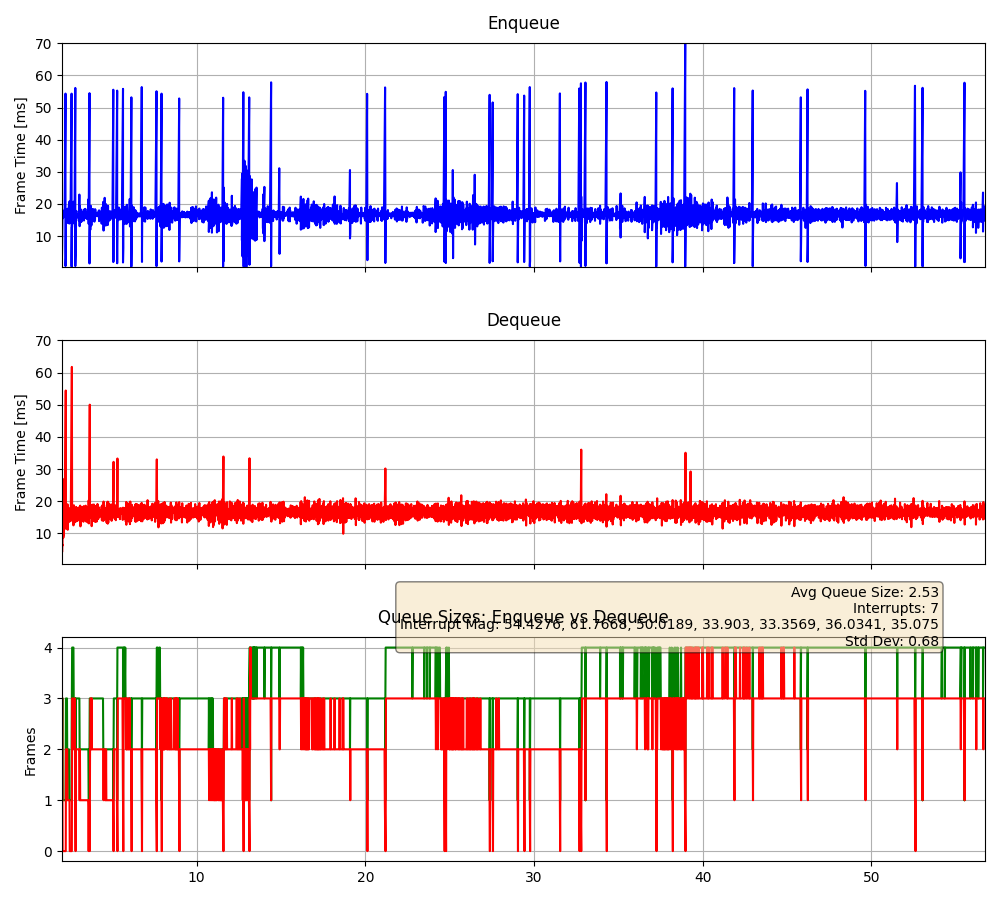 Enqueue
70
60
50
40
30
20
10
Frame Time [ms]
Dequeue
70
60
50
40
30
20
10
Frame Time [ms]
Avg Queue Size: 2.53
Interrupts: 7
Queue Sizes: Enqueue vs Dequeue
Interrupt Mag: 54.4276, 61.7668, 50.0189, 33.903, 33.3569, 36.0341, 35.075
Std Dev: 0.68
4
3
2
1
0
Frames
10 20 30 40 50